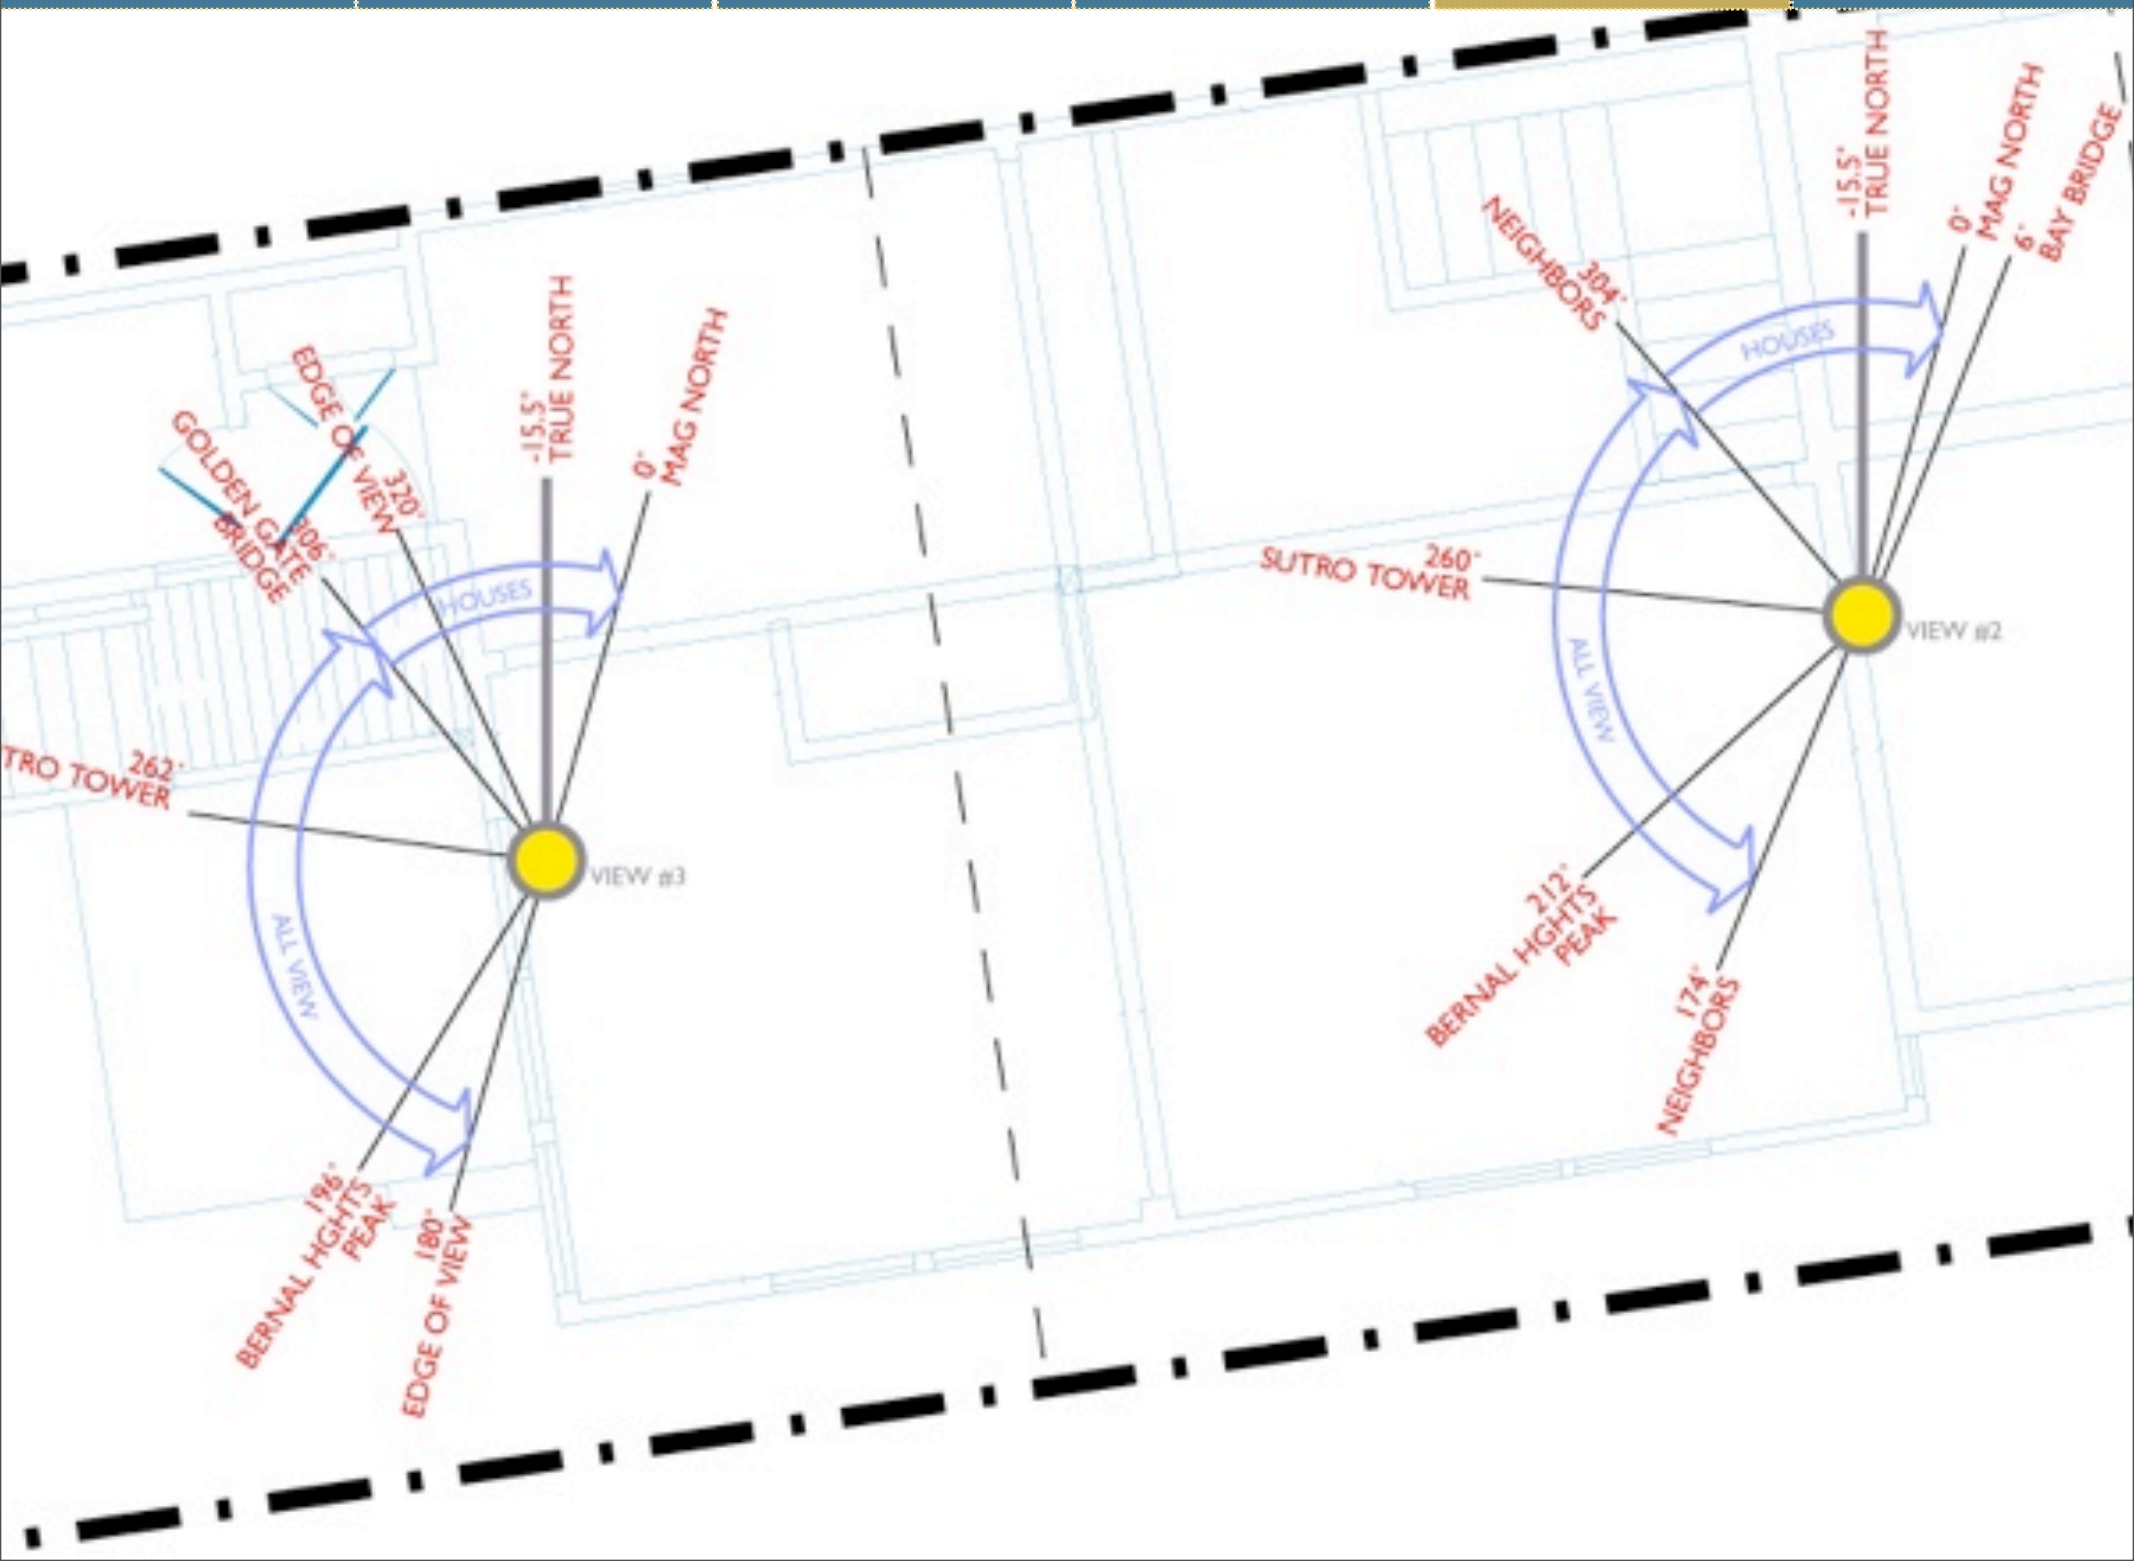 -15.5°
TRUE NORTH
0°
MAG NORTH
6°
BAY BRIDGE
304°
NEIGHBORS
HOUSES
260°
SUTRO TOWER
VIEW #2
ALL VIEW
212°
BERNAL HGHTS
PEAK
174°
NEIGHBORS
-15.5°
TRUE NORTH
0°
MAG NORTH
320°
EDGE OF VIEW
306°
GOLDEN GATE
BRIDGE
HOUSES
262°
TRO TOWER
VIEW #3
ALL VIEW
196°
BERNAL HGHTS
PEAK
180°
EDGE OF VIEW